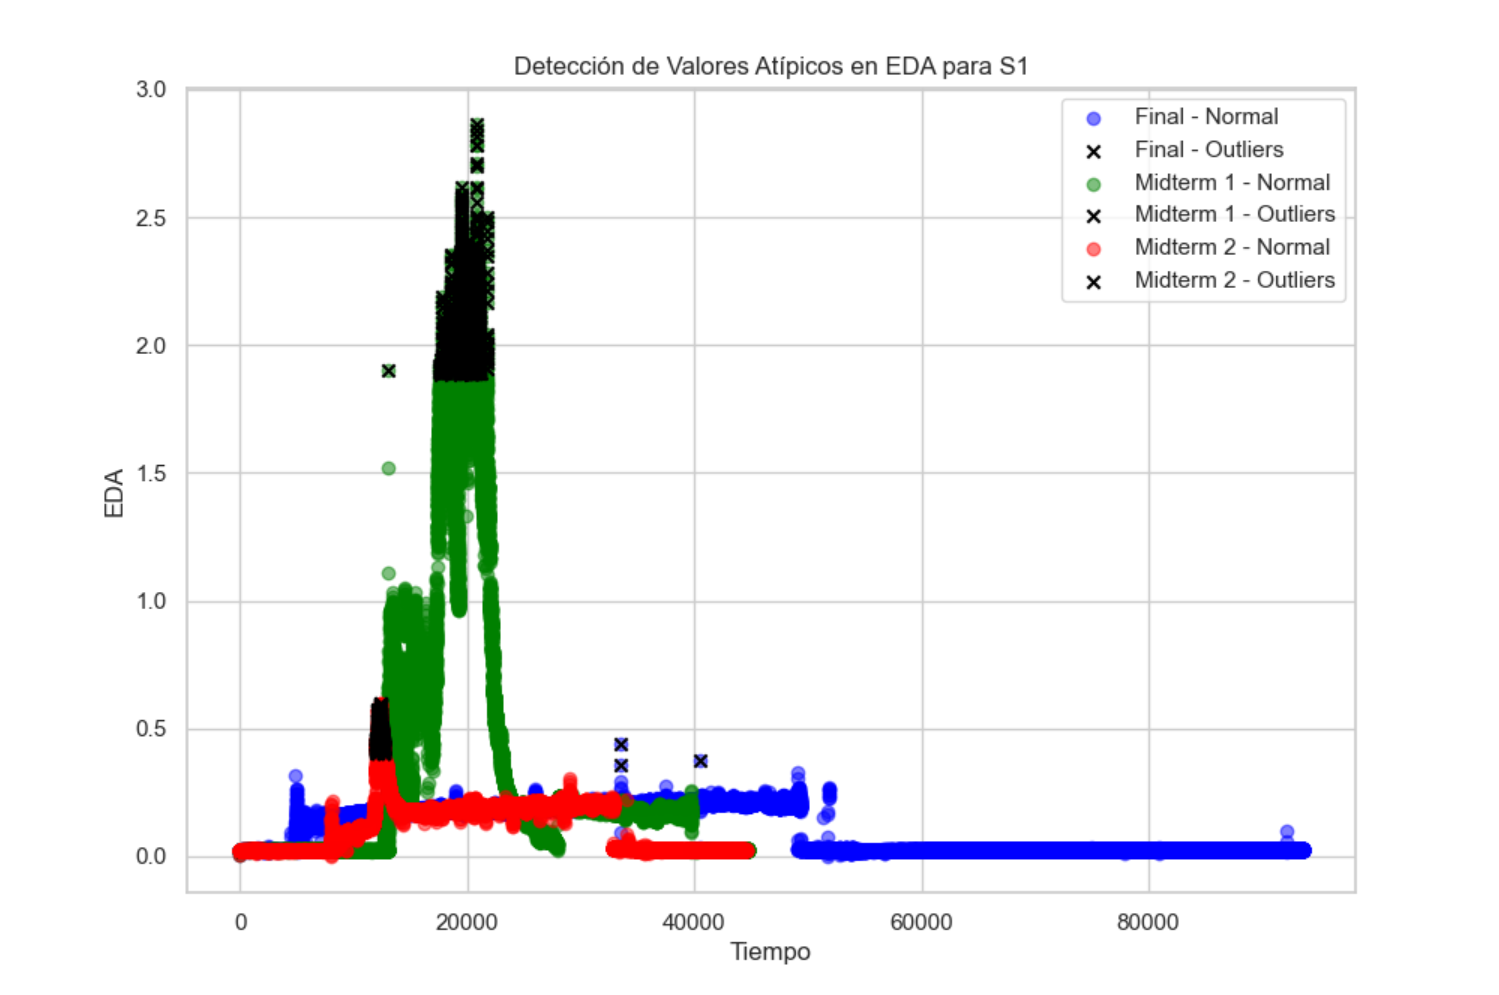 Detección de Valores Atípicos en EDA para S1
Final - Normal
Final - Outliers
Midterm 1 - Normal
Midterm 1 - Outliers
Midterm 2 - Normal
Midterm 2 - Outliers
EDA
3.0
2.5
2.0
1.5
1.0
0.5
0.0
0 20000 40000 60000 80000
Tiempo